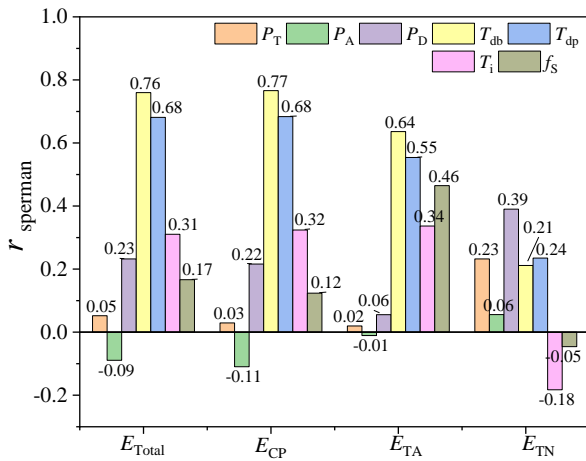 P_T P_A P_D T_db T_dp
T_i f_S
r sperman
1.0
0.8
0.6
0.4
0.2
0.0
-0.2
0.05 -0.09 0.23 0.76 0.68 0.31 0.17
0.03 -0.11 0.22 0.77 0.68 0.32 0.12
0.02 -0.01 0.06 0.64 0.55 0.34 0.46
0.23 0.06 0.39 0.21 0.24 -0.18 -0.05
E_Total E_CP E_TA E_TN